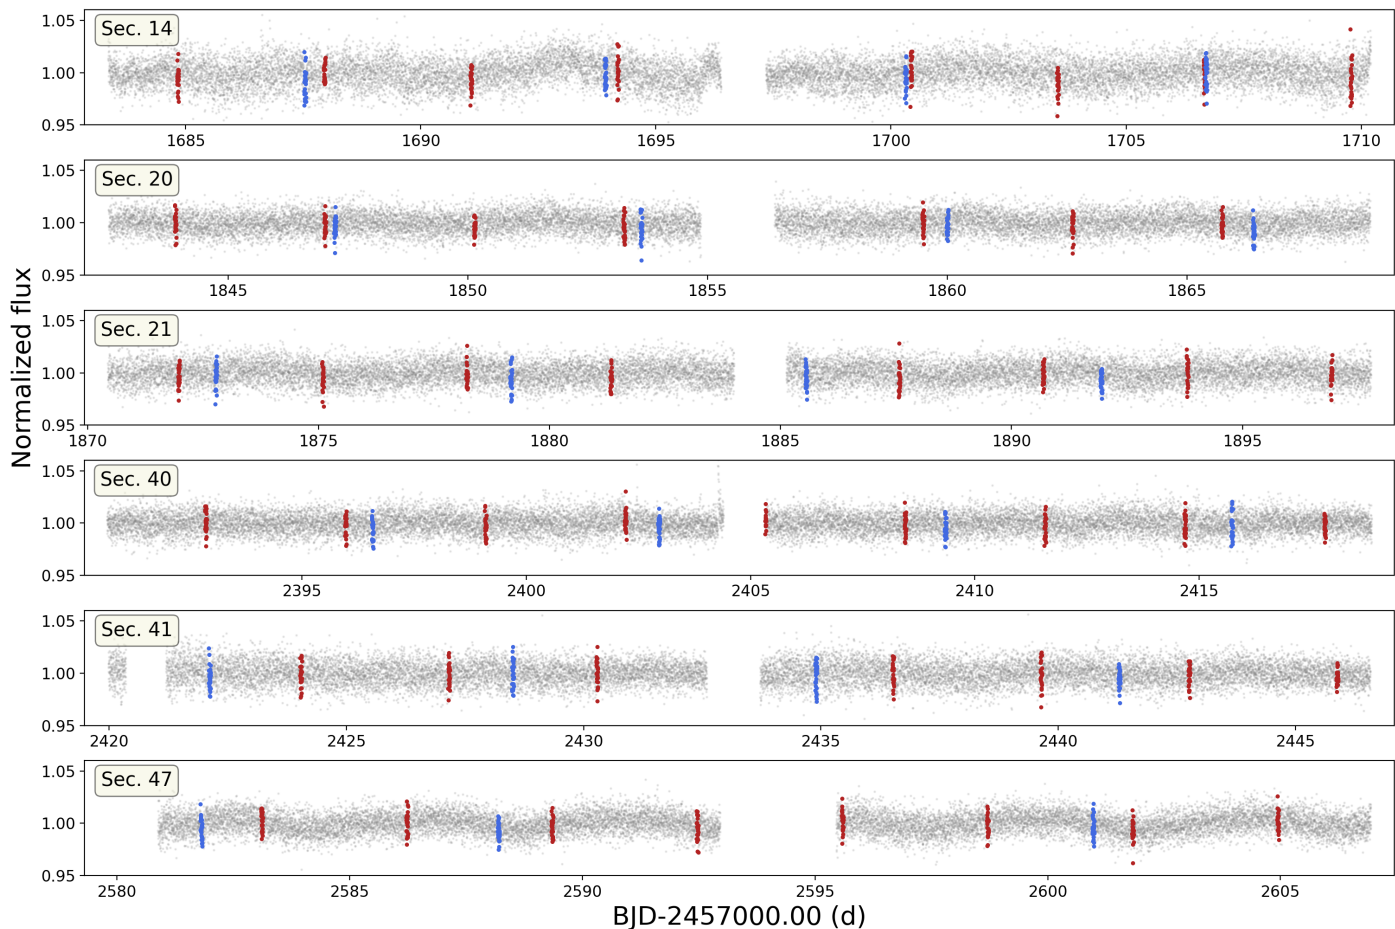 Normalized flux
Sec. 14
1.05
1.00
0.95
1685 1690 1695 1700 1705 1710
Sec. 20
1.05
1.00
0.95
1845 1850 1855 1860 1865
Sec. 21
1.05
1.00
0.95
1870 1875 1880 1885 1890 1895
Sec. 40
1.05
1.00
0.95
2395 2400 2405 2410 2415
Sec. 41
1.05
1.00
0.95
2420 2425 2430 2435 2440 2445
Sec. 47
1.05
1.00
0.95
2580 2585 2590 2595 2600 2605
BJD-2457000.00 (d)